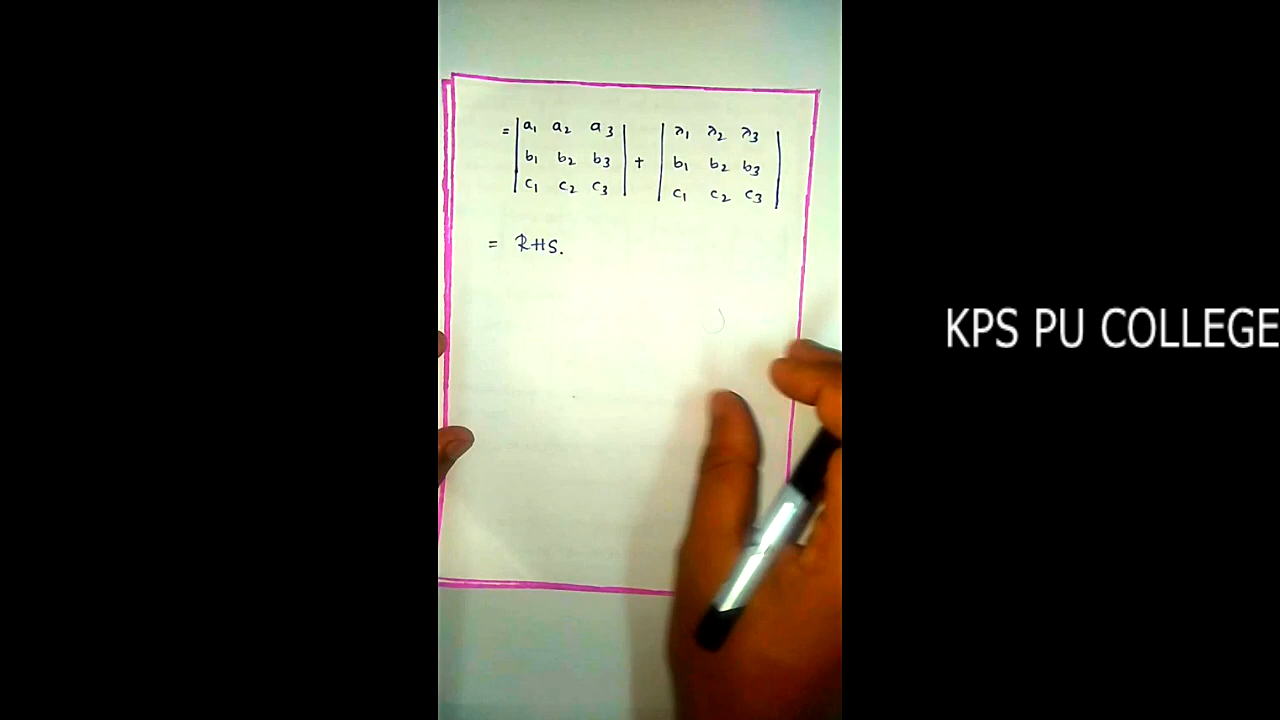 = | a₁ a₂ a₃ | + | λ₁ λ₂ λ₃ |
| b₁ b₂ b₃ | | b₁ b₂ b₃ |
| c₁ c₂ c₃ | | c₁ c₂ c₃ |
= RHS.
KPS PU COLLEGE